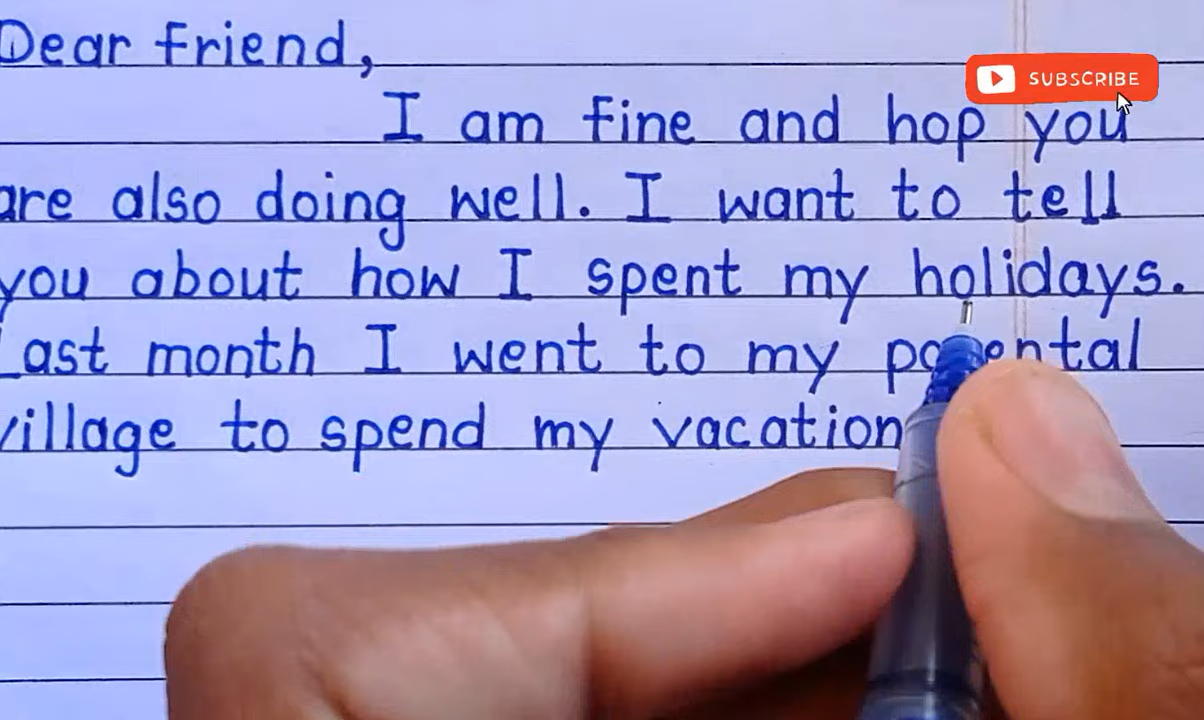 Dear friend,
SUBSCRIBE
I am fine and hop you
are also doing well. I want to tell
you about how I spent my holidays.
Last month I went to my
village to spend my vacation